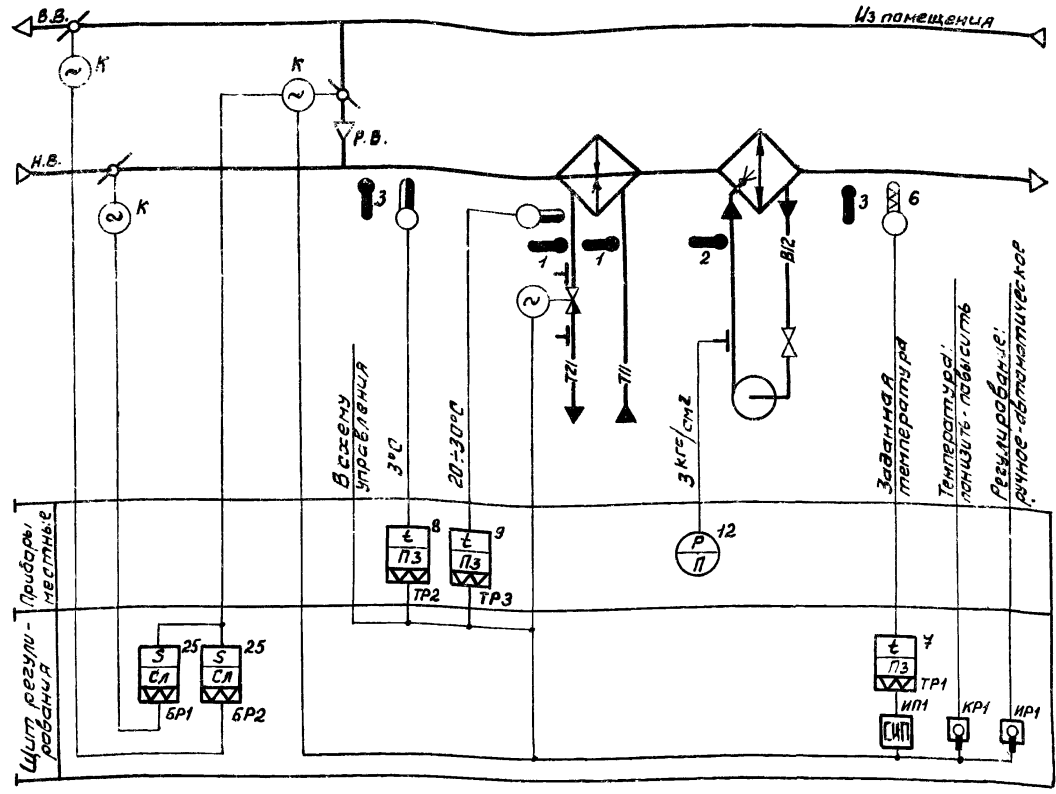 В.В.
Из помещения
К
К
Р.В.
Н.В.
К
3
3
6
1
1
2
В12
Т21
Т11
В схему
управления
3°С
20÷30°С
3 кгс/см2
Заданная
температура
Температура:
понизить-повысить
Регулирование:
ручное-автоматическое
Приборы
местные
t
ПЗ
8
ТР2
t
ПЗ
9
ТР3
Р
П
12
Щит регули-
рования
S
Сл
25
БР1
S
Сл
25
БР2
t
ПЗ
7
ТР1
ИП1
СИП
КР1
ИР1